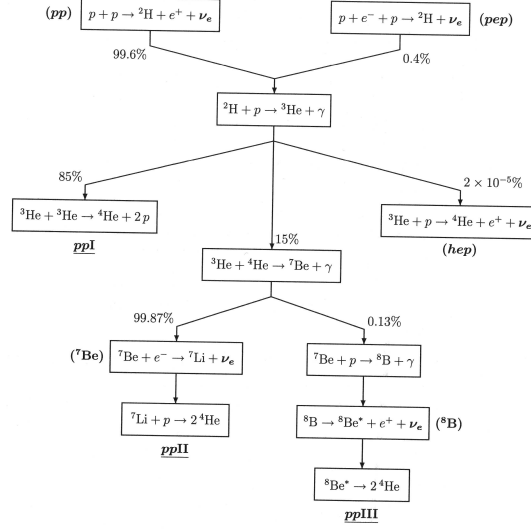 (pp) p + p → ²H + e⁺ + νₑ
p + e⁻ + p → ²H + νₑ (pep)
99.6%
0.4%
²H + p → ³He + γ
85%
2 × 10⁻⁵%
³He + ³He → ⁴He + 2 p
³He + p → ⁴He + e⁺ + νₑ
ppI
15%
(hep)
³He + ⁴He → ⁷Be + γ
99.87%
0.13%
(⁷Be) ⁷Be + e⁻ → ⁷Li + νₑ
⁷Be + p → ⁸B + γ
⁷Li + p → 2 ⁴He
⁸B → ⁸Be* + e⁺ + νₑ (⁸B)
ppII
⁸Be* → 2 ⁴He
ppIII